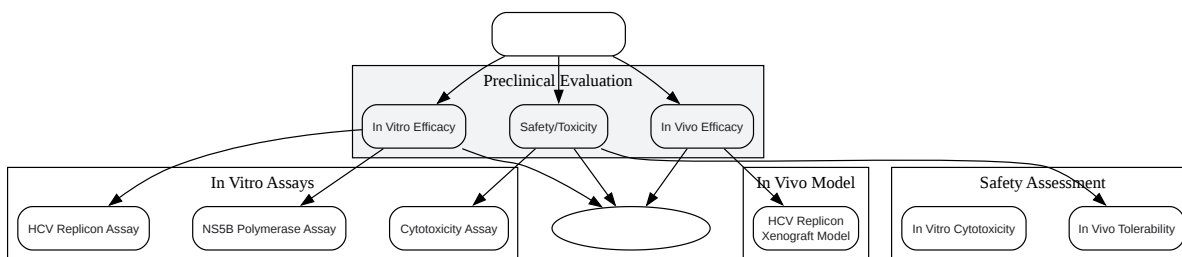 Preclinical Evaluation
In Vitro Efficacy
Safety/Toxicity
In Vivo Efficacy
In Vitro Assays
In Vivo Model
Safety Assessment
HCV Replicon Assay
NS5B Polymerase Assay
Cytotoxicity Assay
HCV Replicon
Xenograft Model
In Vitro Cytotoxicity
In Vivo Tolerability